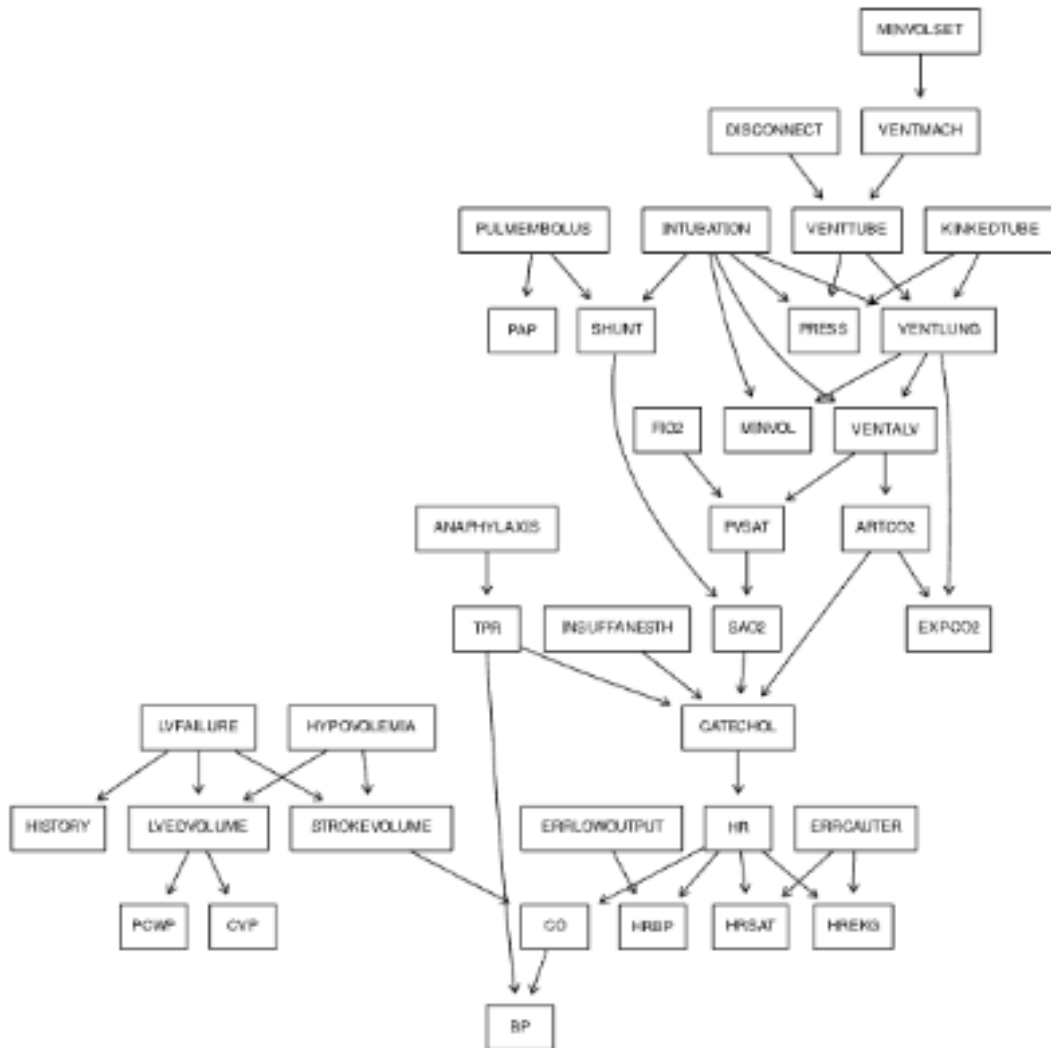 MINVOLSET
DISCONNECT VENTMACH
PULMEMBOLUS INTUBATION VENTTUBE KINKEDTUBE
PAP SHUNT PRESS VENTLUNG
FIO2 MINVOL VENTALV
ANAPHYLAXIS PVSAT ARTCO2
TPR INSUFFANESTH SAO2 EXPCO2
LVFAILURE HYPOVOLEMIA CATECHOL
HISTORY LVEDVOLUME STROKEVOLUME ERRLOWOUTPUT HR ERRCAUTER
PCWP CVP CO HRBP HRSAT HREKG
BP